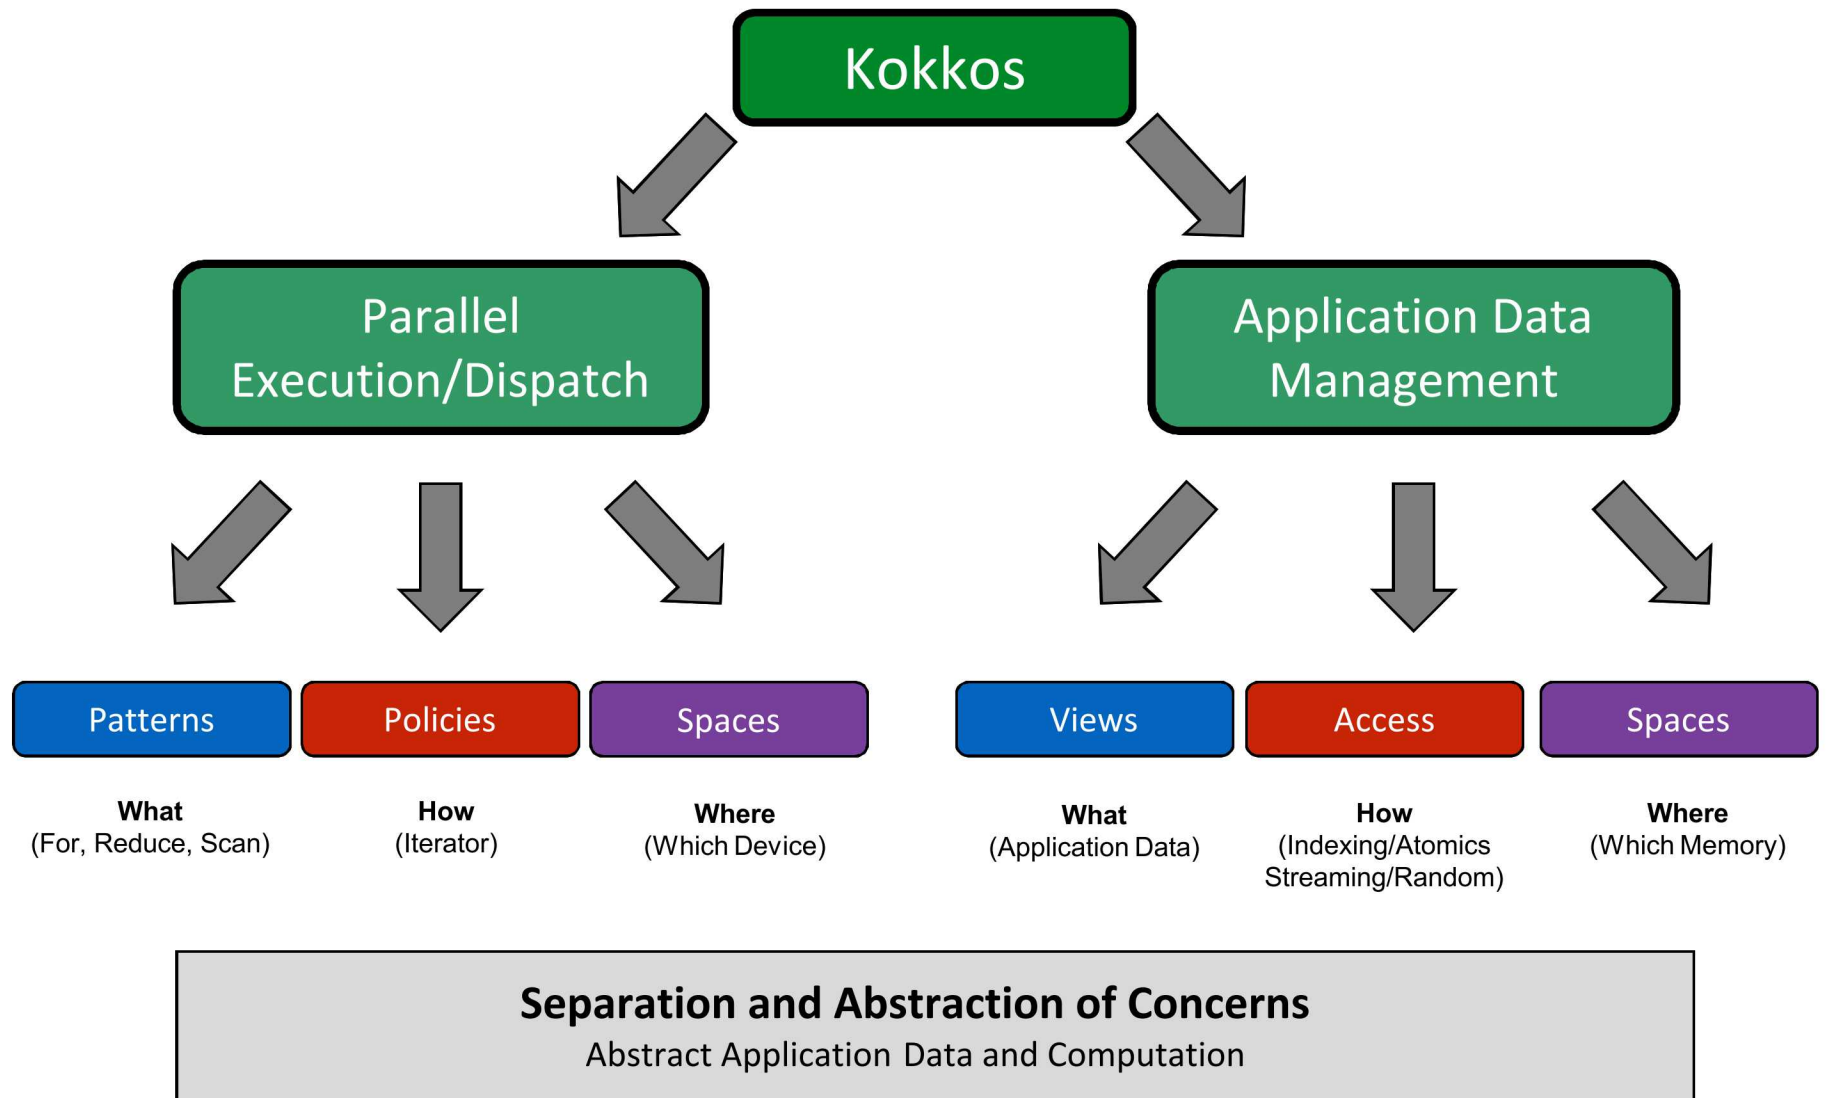 Kokkos
Parallel
Execution/Dispatch
Application Data
Management
Patterns
Policies
Spaces
Views
Access
Spaces
What
(For, Reduce, Scan)
How
(Iterator)
Where
(Which Device)
What
(Application Data)
How
(Indexing/Atomics
Streaming/Random)
Where
(Which Memory)
Separation and Abstraction of Concerns
Abstract Application Data and Computation